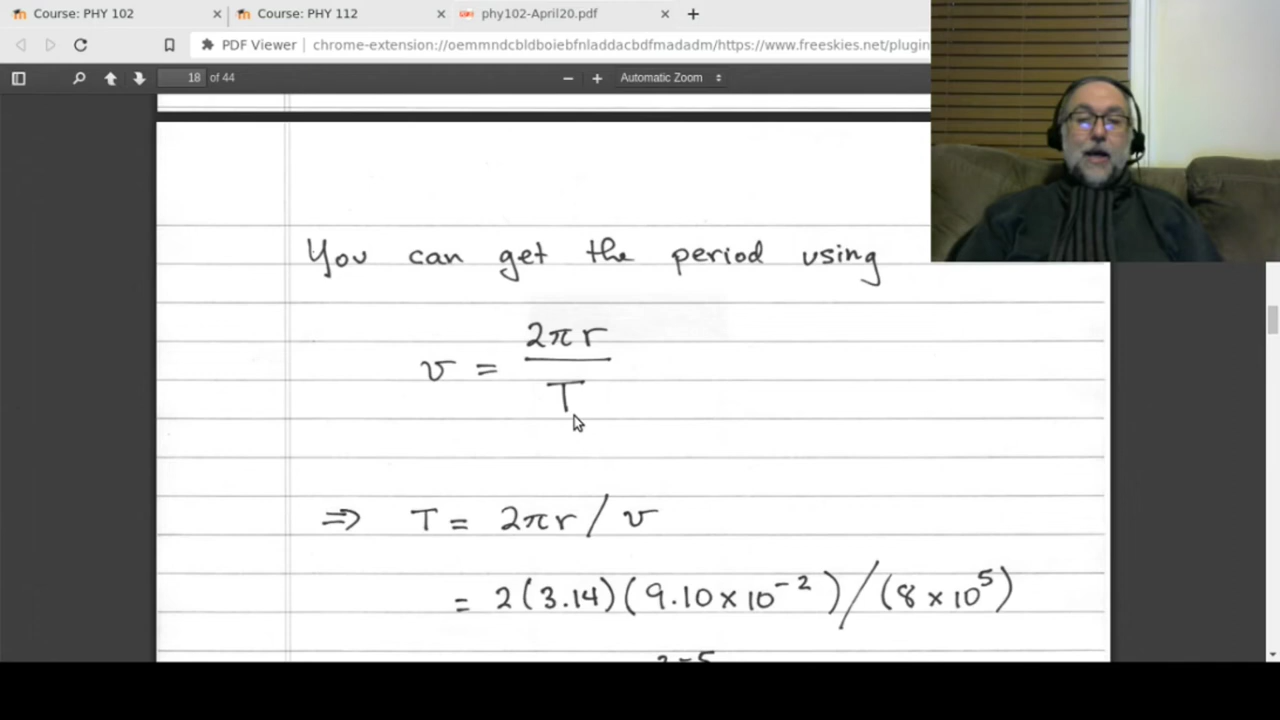 Course: PHY 102
Course: PHY 112
phy102-April20.pdf
PDF Viewer
chrome-extension://oemmndcbldboiebfnladdacbdfmadadm/https://www.freeskies.net/plugin
18 of 44
Automatic Zoom
You can get the period using
v = 2πr / T
⇒ T = 2πr / v
= 2(3.14)(9.10×10⁻²)/(8×10⁵)